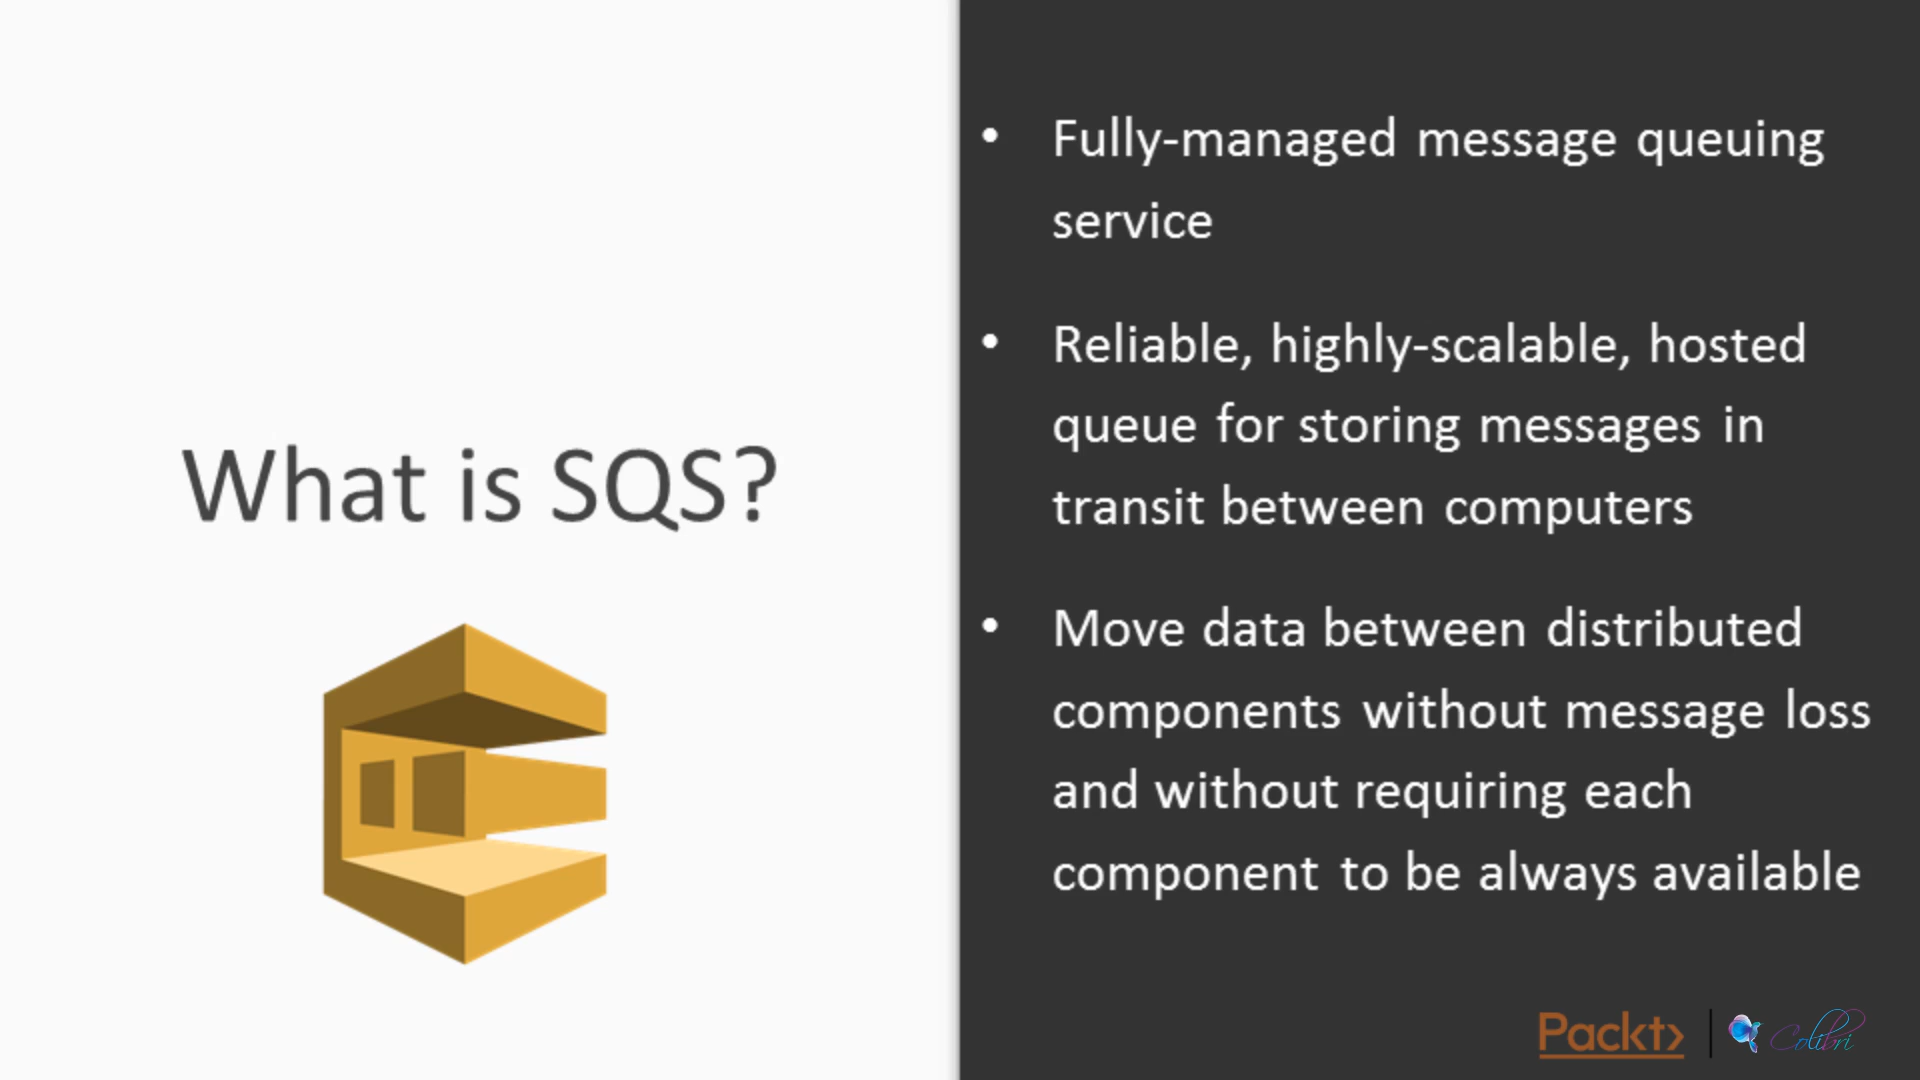 What is SQS?
• Fully-managed message queuing
service
• Reliable, highly-scalable, hosted
queue for storing messages in
transit between computers
• Move data between distributed
components without message loss
and without requiring each
component to be always available
Packt>
Colibri